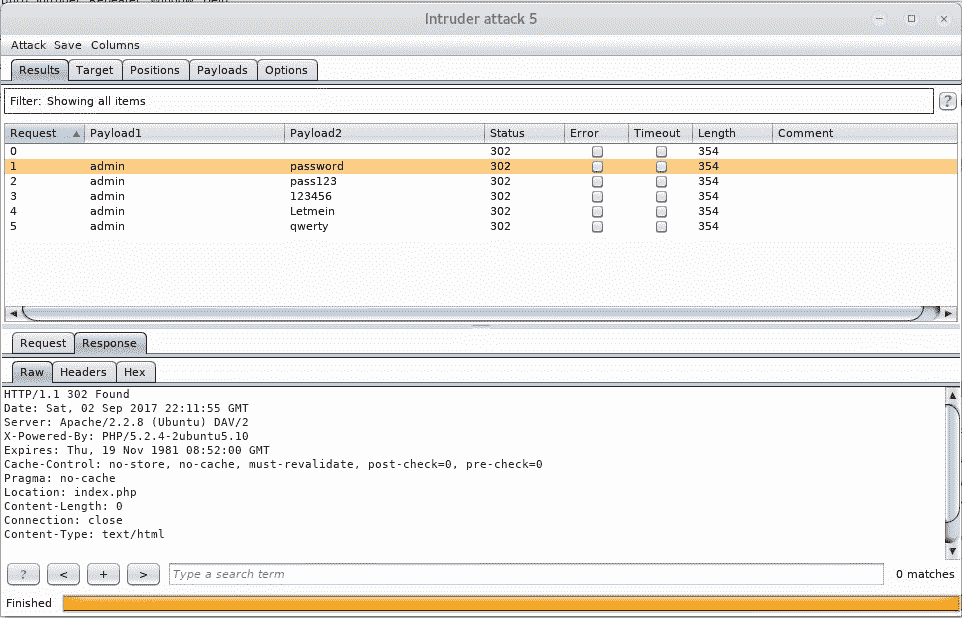 Intruder attack 5
Attack Save Columns
Results Target Positions Payloads Options
Filter: Showing all items ?
Request Payload1 Payload2 Status Error Timeout Length Comment
0 302 354
1 admin password 302 354
2 admin pass123 302 354
3 admin 123456 302 354
4 admin Letmein 302 354
5 admin qwerty 302 354
Request Response
Raw Headers Hex
HTTP/1.1 302 Found
Date: Sat, 02 Sep 2017 22:11:55 GMT
Server: Apache/2.2.8 (Ubuntu) DAV/2
X-Powered-By: PHP/5.2.4-2ubuntu5.10
Expires: Thu, 19 Nov 1981 08:52:00 GMT
Cache-Control: no-store, no-cache, must-revalidate, post-check=0, pre-check=0
Pragma: no-cache
Location: index.php
Content-Length: 0
Connection: close
Content-Type: text/html
? < + > Type a search term 0 matches
Finished